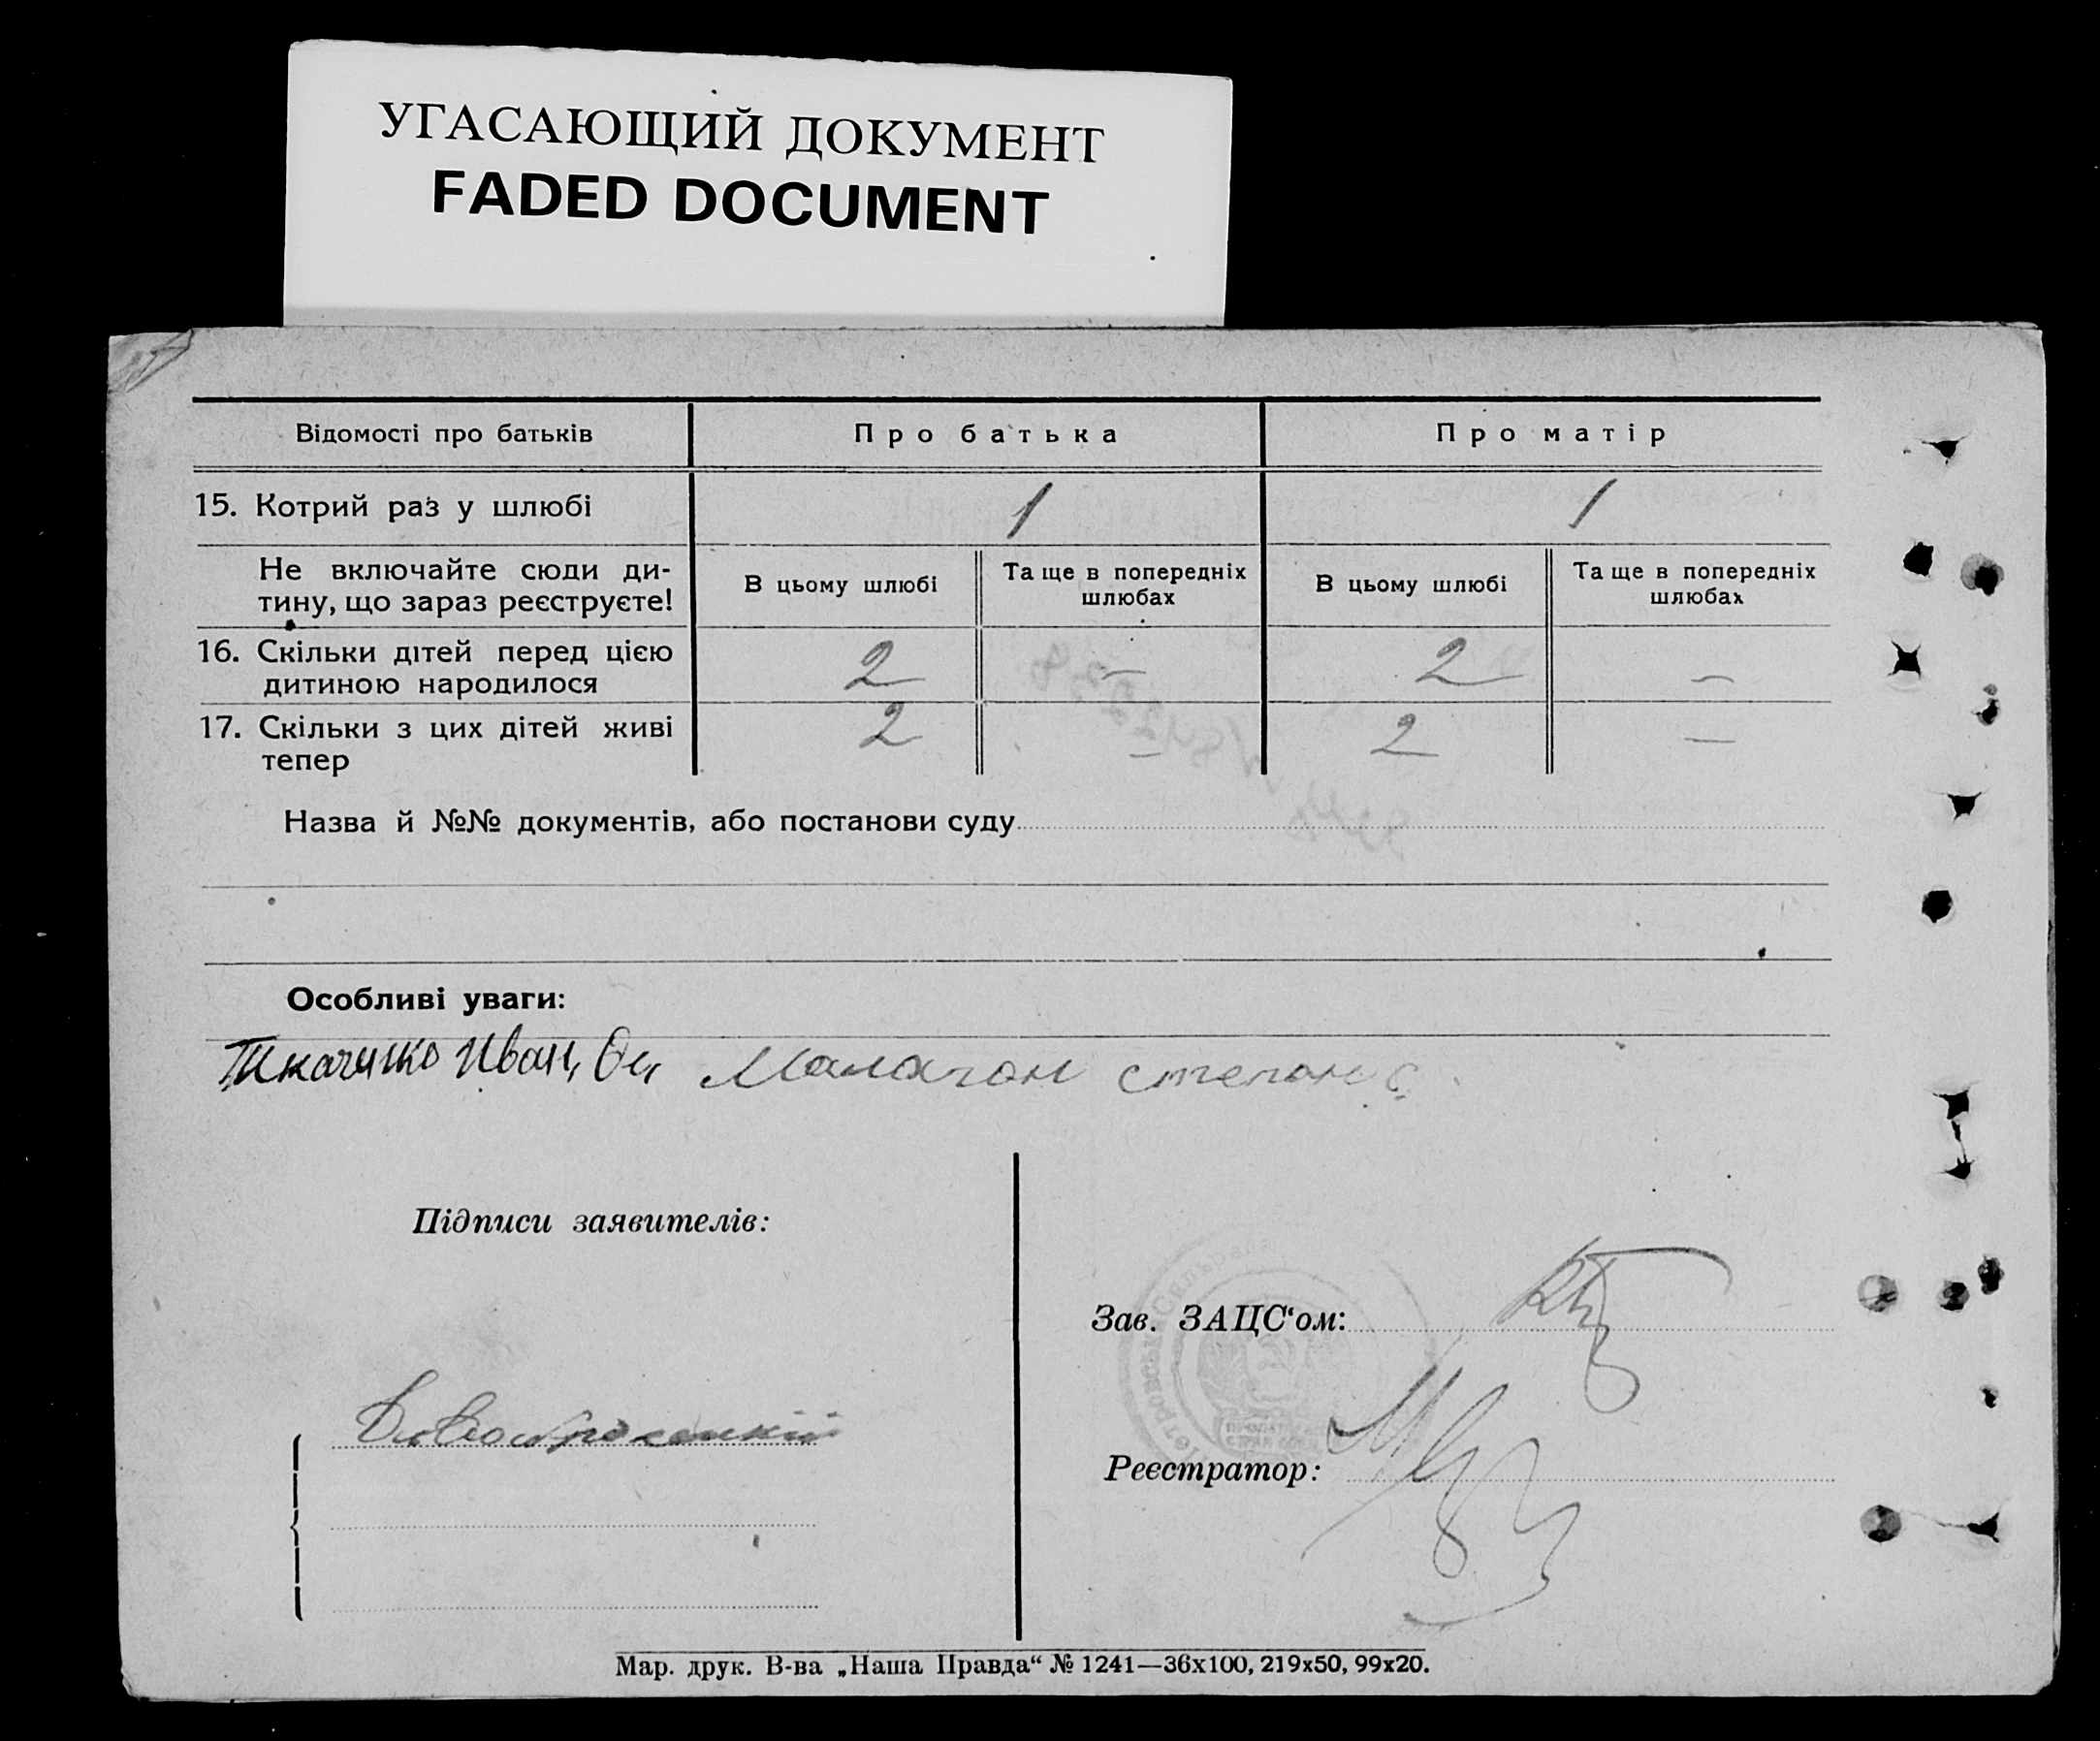 УГАСАЮЩИЙ ДОКУМЕНТ
FADED DOCUMENT
Відомості про батьків
Про батька
Про матір
15. Котрий раз у шлюбі
1
1
Не включайте сюди ди-
тину, що зараз реєструєте!
В цьому шлюбі
Та ще в попередніх
шлюбах
В цьому шлюбі
Та ще в попередніх
шлюбах
16. Скільки дітей перед цією
дитиною народилося
2
—
2
—
17. Скільки з цих дітей живі
тепер
2
—
2
—
Назва й №№ документів, або постанови суду
Особливі уваги:
Иван, Малахон степан
Підписи заявителів:
Зав. ЗАЦС‘ом:
Реєстратор:
Мар. друк. В-ва „Наша Правда“ № 1241—36х100, 219х50, 99х20.